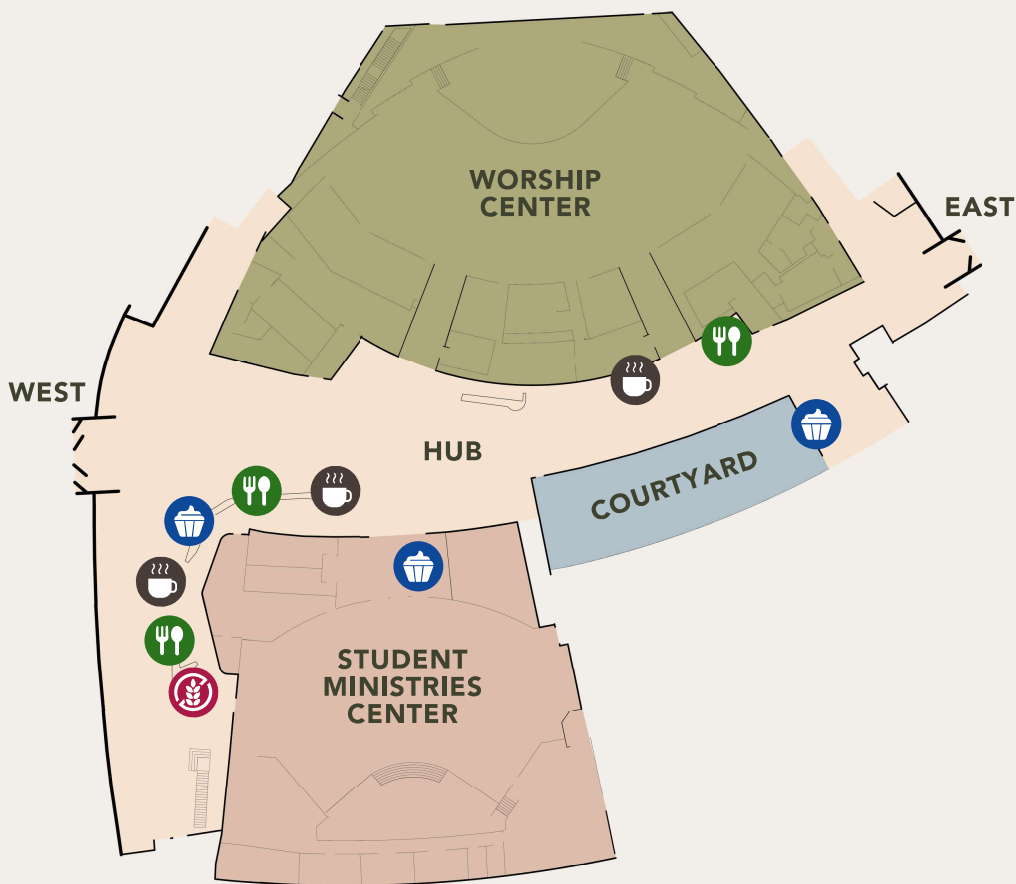 WORSHIP
CENTER
EAST
WEST
HUB
COURTYARD
STUDENT
MINISTRIES
CENTER